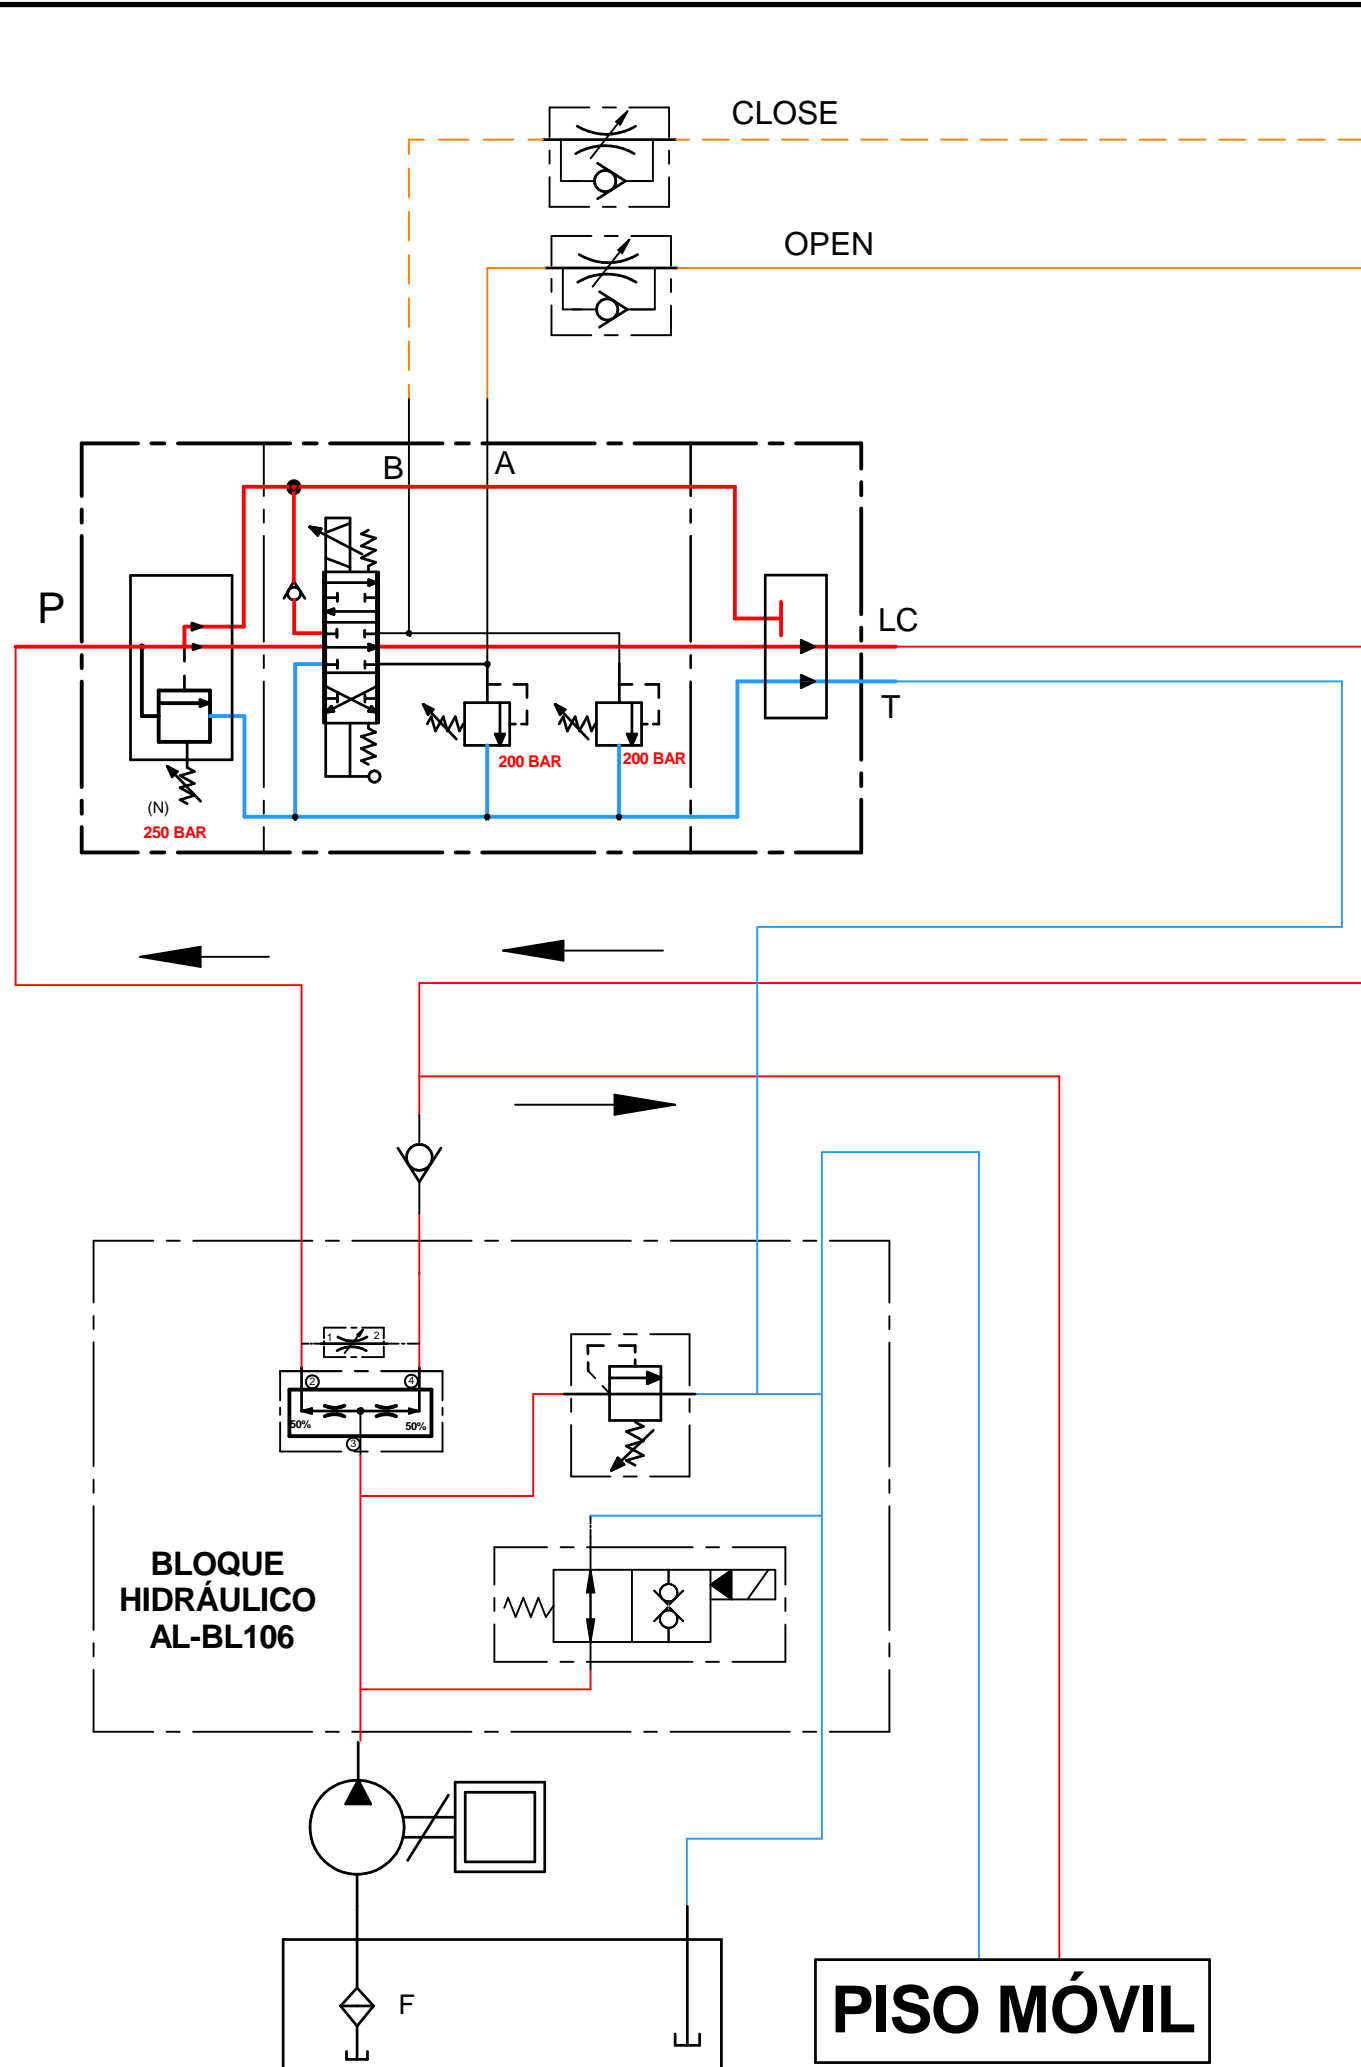 CLOSE
OPEN
B
A
P
LC
T
200 BAR
200 BAR
(N)
250 BAR
1 2
2 4
50% 50%
3
BLOQUE
HIDRÁULICO
AL-BL106
F
PISO MÓVIL